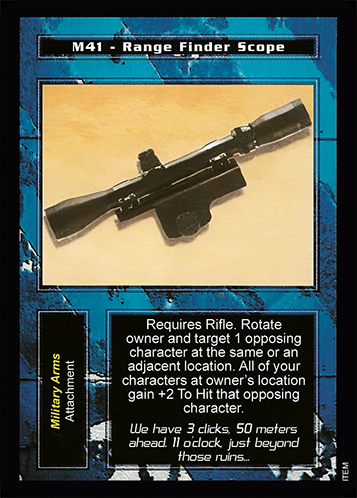 M41 - Range Finder Scope
Military Arms
Attachment
Requires Rifle. Rotate
owner and target 1 opposing
character at the same or an
adjacent location. All of your
characters at owner's location
gain +2 To Hit that opposing
character.
We have 3 clicks, 50 meters
ahead. 11 o'clock, just beyond
those ruins...
ITEM